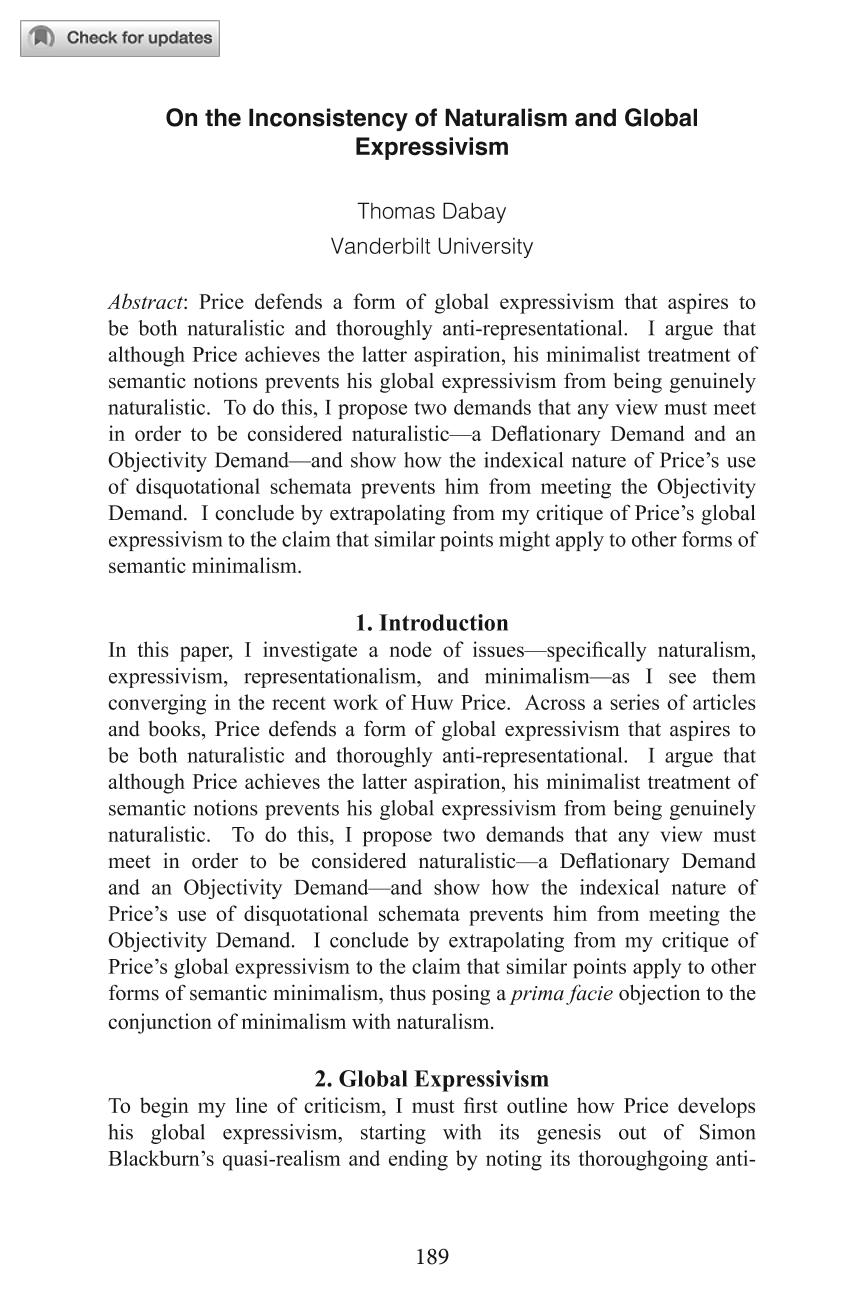 Check for updates
On the Inconsistency of Naturalism and Global
Expressivism
Thomas Dabay
Vanderbilt University
Abstract: Price defends a form of global expressivism that aspires to
be both naturalistic and thoroughly anti-representational. I argue that
although Price achieves the latter aspiration, his minimalist treatment of
semantic notions prevents his global expressivism from being genuinely
naturalistic. To do this, I propose two demands that any view must meet
in order to be considered naturalistic—a Deflationary Demand and an
Objectivity Demand—and show how the indexical nature of Price's use
of disquotational schemata prevents him from meeting the Objectivity
Demand. I conclude by extrapolating from my critique of Price's global
expressivism to the claim that similar points might apply to other forms of
semantic minimalism.
1. Introduction
In this paper, I investigate a node of issues—specifically naturalism,
expressivism, representationalism, and minimalism—as I see them
converging in the recent work of Huw Price. Across a series of articles
and books, Price defends a form of global expressivism that aspires to
be both naturalistic and thoroughly anti-representational. I argue that
although Price achieves the latter aspiration, his minimalist treatment of
semantic notions prevents his global expressivism from being genuinely
naturalistic. To do this, I propose two demands that any view must
meet in order to be considered naturalistic—a Deflationary Demand
and an Objectivity Demand—and show how the indexical nature of
Price's use of disquotational schemata prevents him from meeting the
Objectivity Demand. I conclude by extrapolating from my critique of
Price's global expressivism to the claim that similar points apply to other
forms of semantic minimalism, thus posing a prima facie objection to the
conjunction of minimalism with naturalism.
2. Global Expressivism
To begin my line of criticism, I must first outline how Price develops
his global expressivism, starting with its genesis out of Simon
Blackburn's quasi-realism and ending by noting its thoroughgoing anti-
189